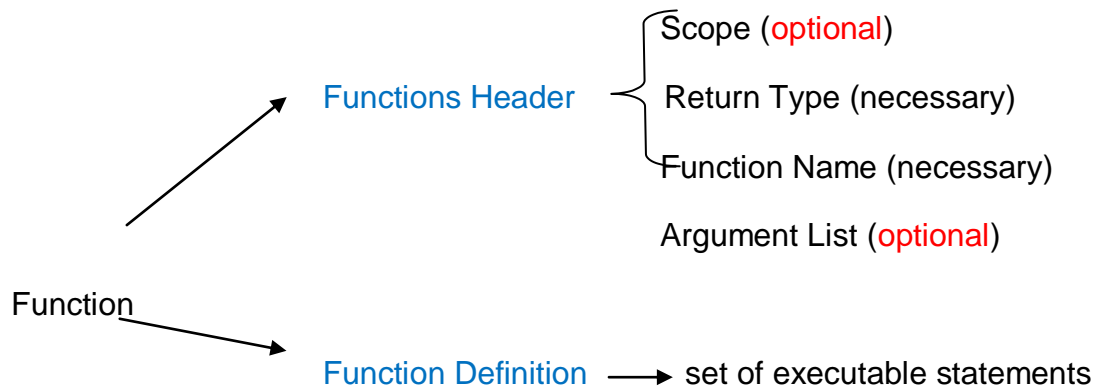 Scope (optional)
Functions Header
Return Type (necessary)
Function Name (necessary)
Argument List (optional)
Function
Function Definition
set of executable statements